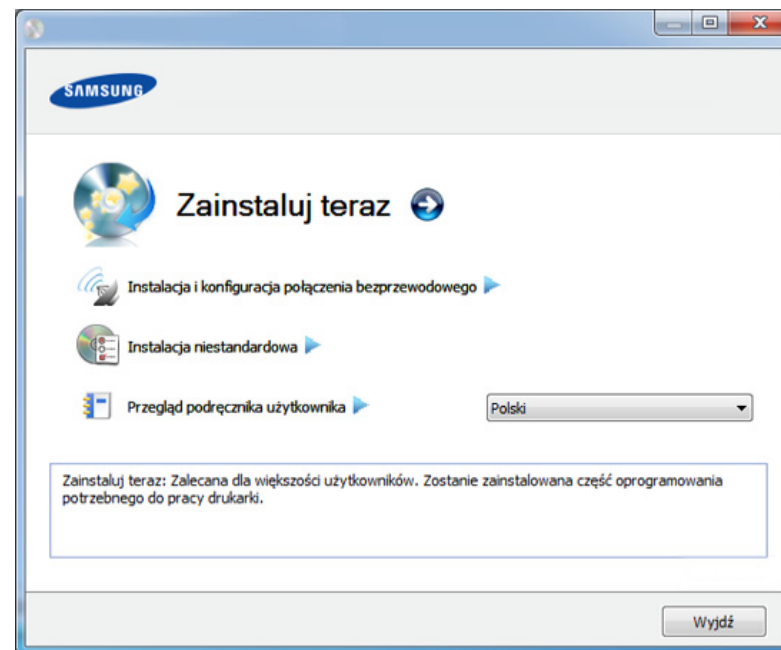 SAMSUNG
Zainstaluj teraz
Instalacja i konfiguracja połączenia bezprzewodowego
Instalacja niestandardowa
Przegląd podręcznika użytkownika
Polski
Zainstaluj teraz: Zalecana dla większości użytkowników. Zostanie zainstalowana część oprogramowania
potrzebnego do pracy drukarki.
Wyjdź